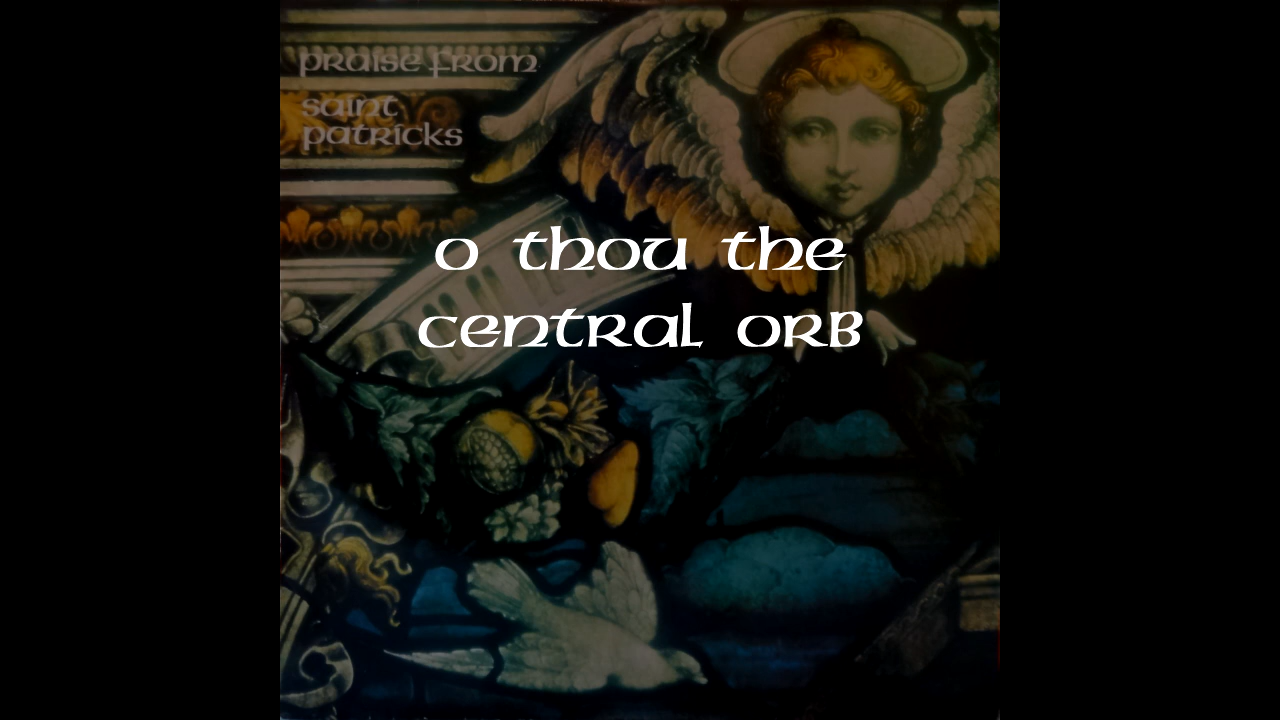 praise from
saint
patricks
o thou the
central orb